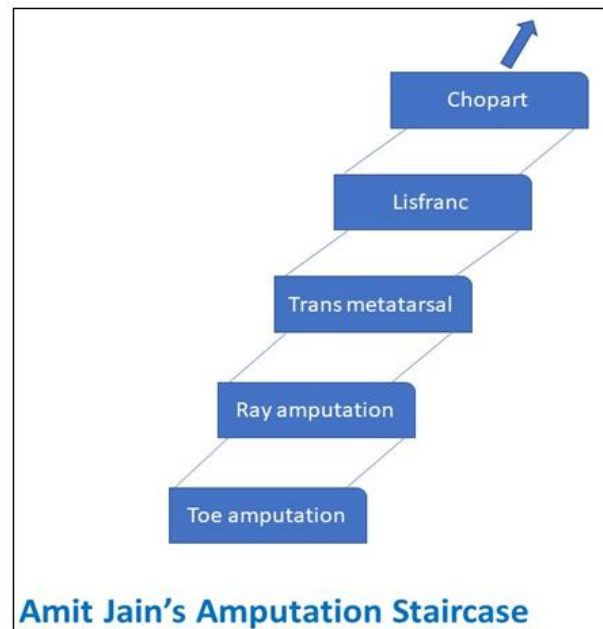 Chopart
Lisfranc
Trans metatarsal
Ray amputation
Toe amputation
Amit Jain's Amputation Staircase